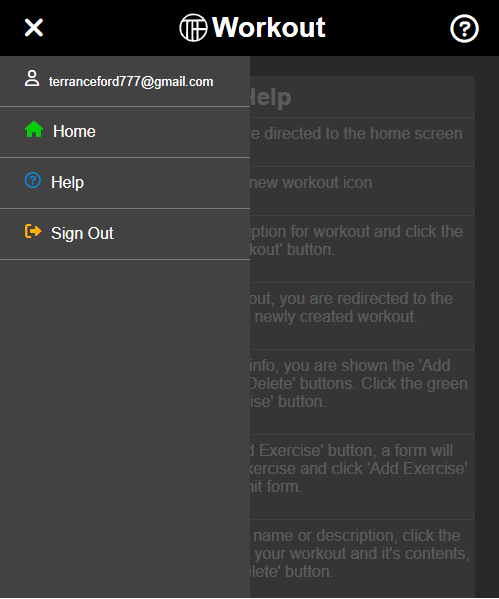 TFF Workout
terranceford777@gmail.com
Home
Help
Sign Out
Help
re directed to the home screen
new workout icon
ption for workout and click the
kout' button.
out, you are redirected to the
newly created workout.
info, you are shown the 'Add
Delete' buttons. Click the green
ise' button.
d Exercise' button, a form will
xercise and click 'Add Exercise'
mit form.
name or description, click the
your workout and it's contents,
elete' button.